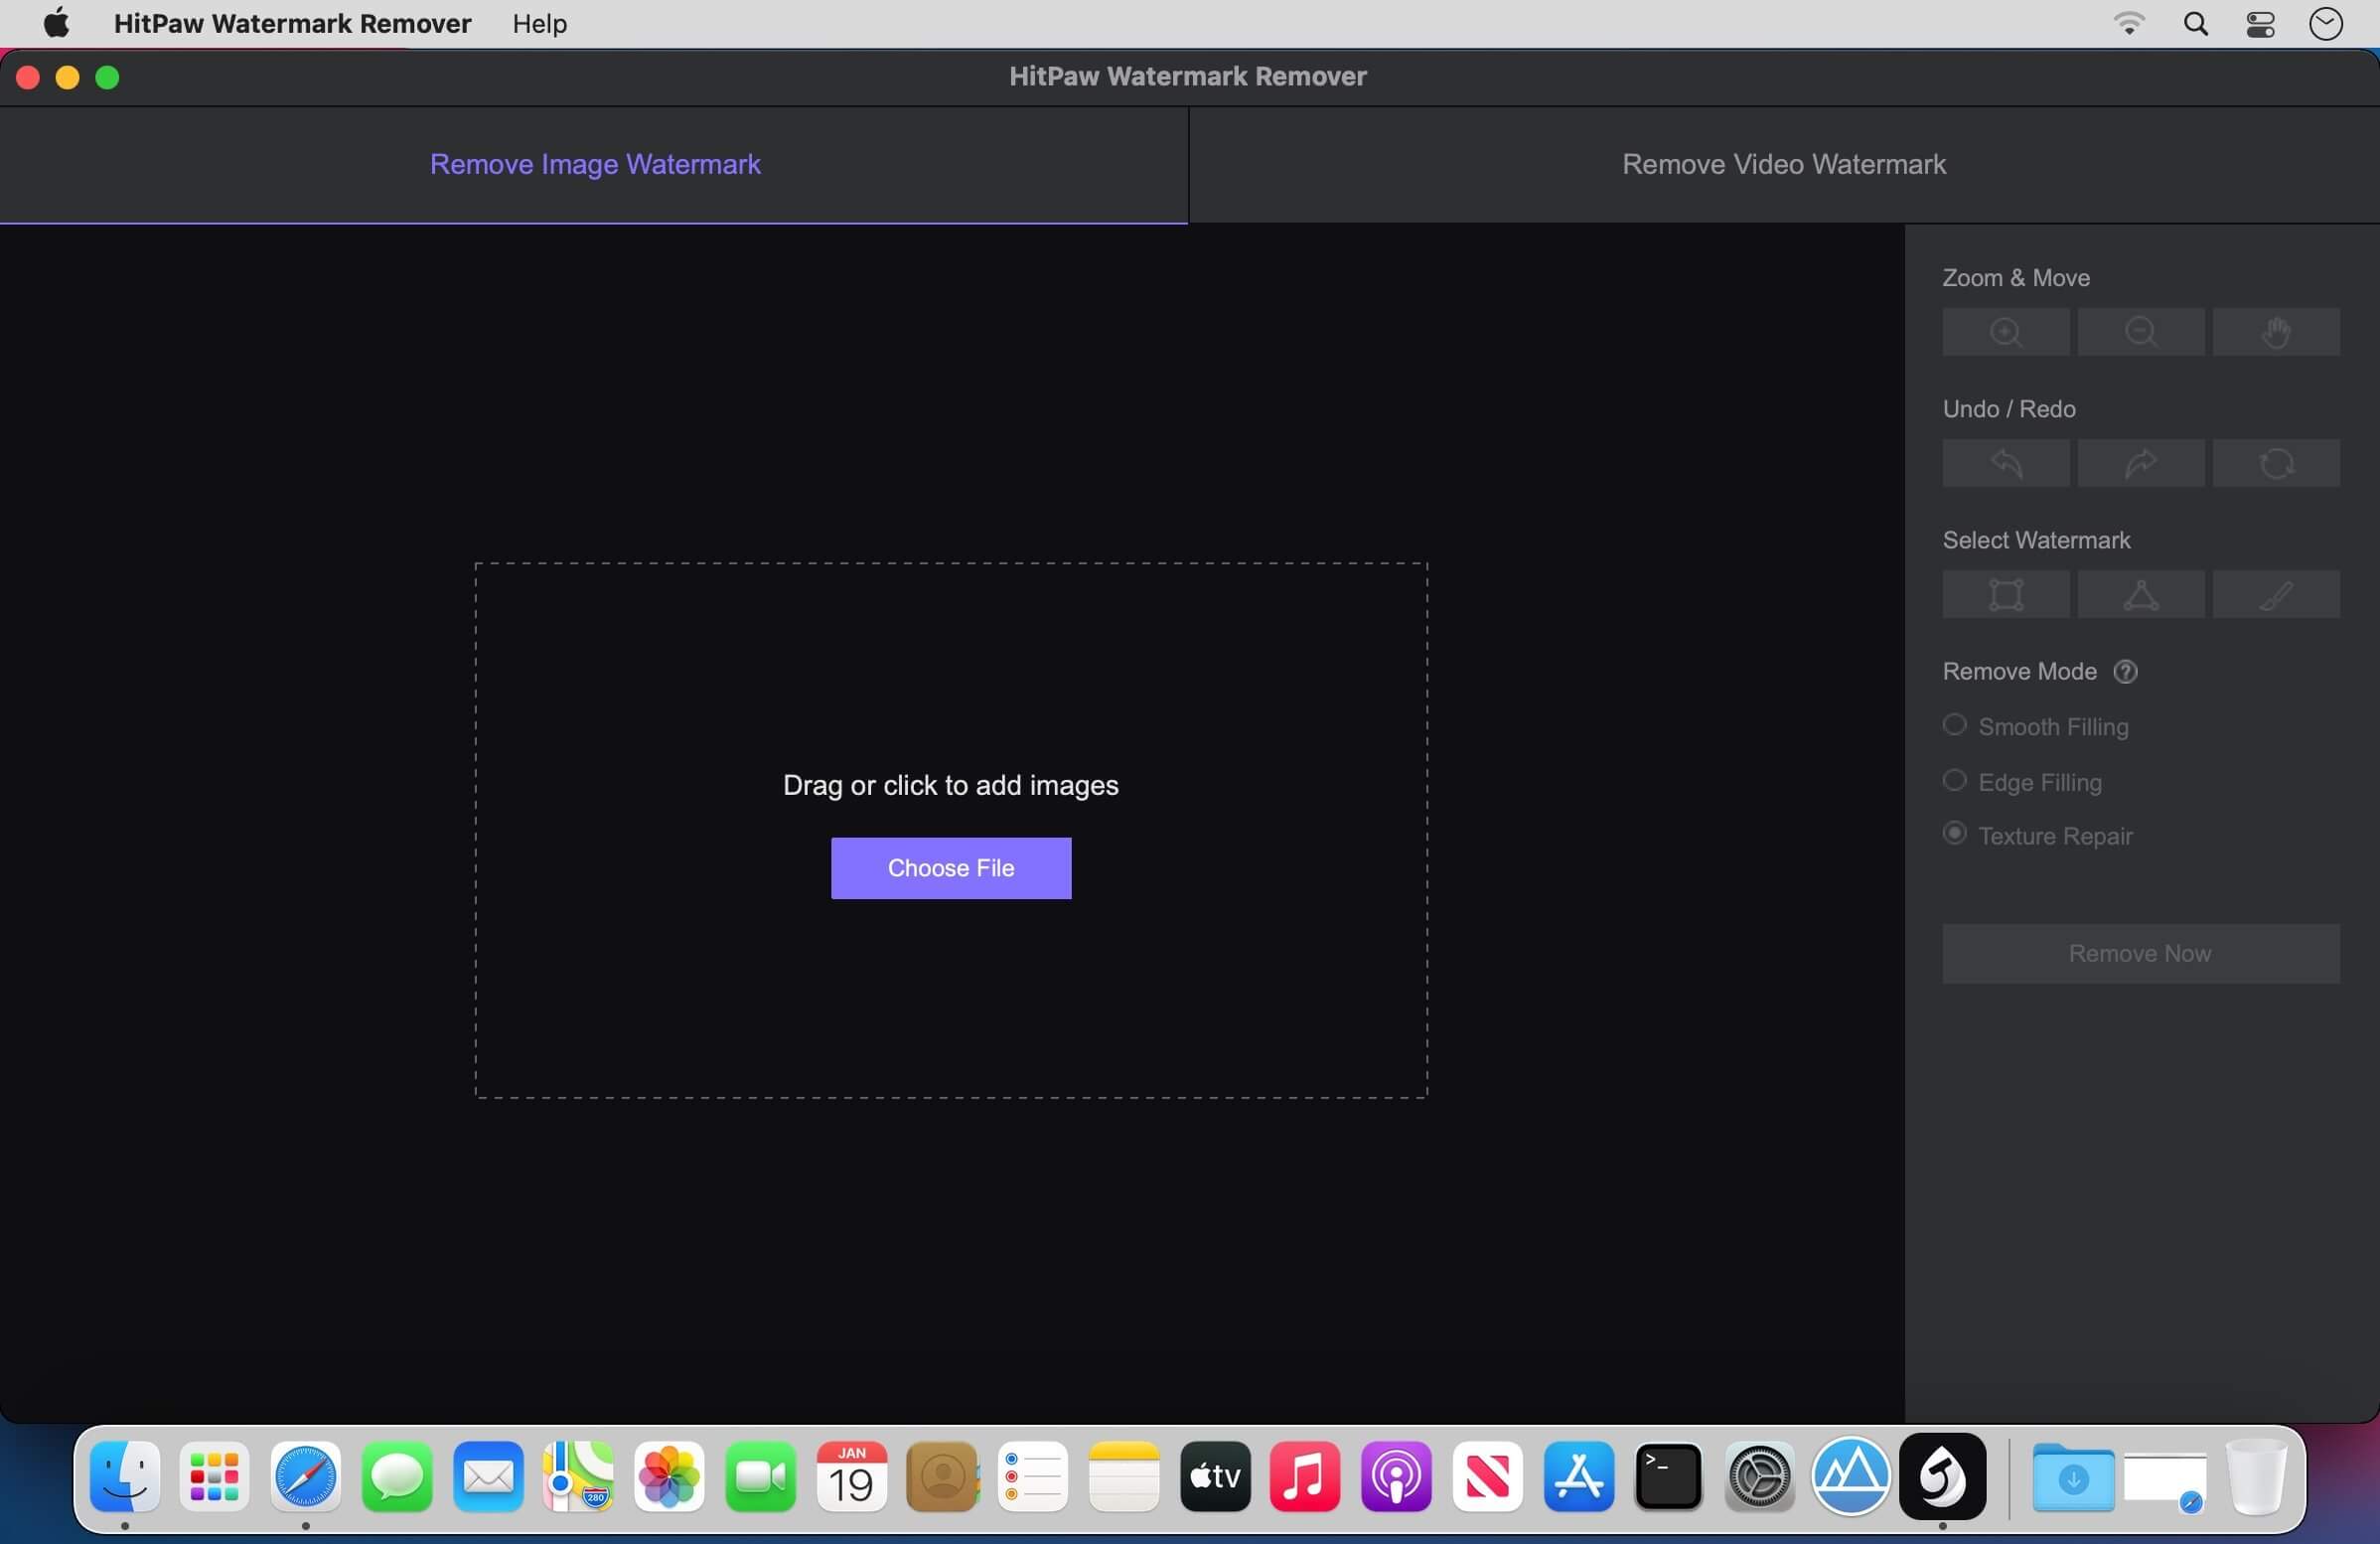 HitPaw Watermark Remover Help
HitPaw Watermark Remover
Remove Image Watermark
Remove Video Watermark
Zoom & Move
Undo / Redo
Select Watermark
Remove Mode ?
Smooth Filling
Edge Filling
Texture Repair
Remove Now
Drag or click to add images
Choose File
280
JAN
19
tv
>_